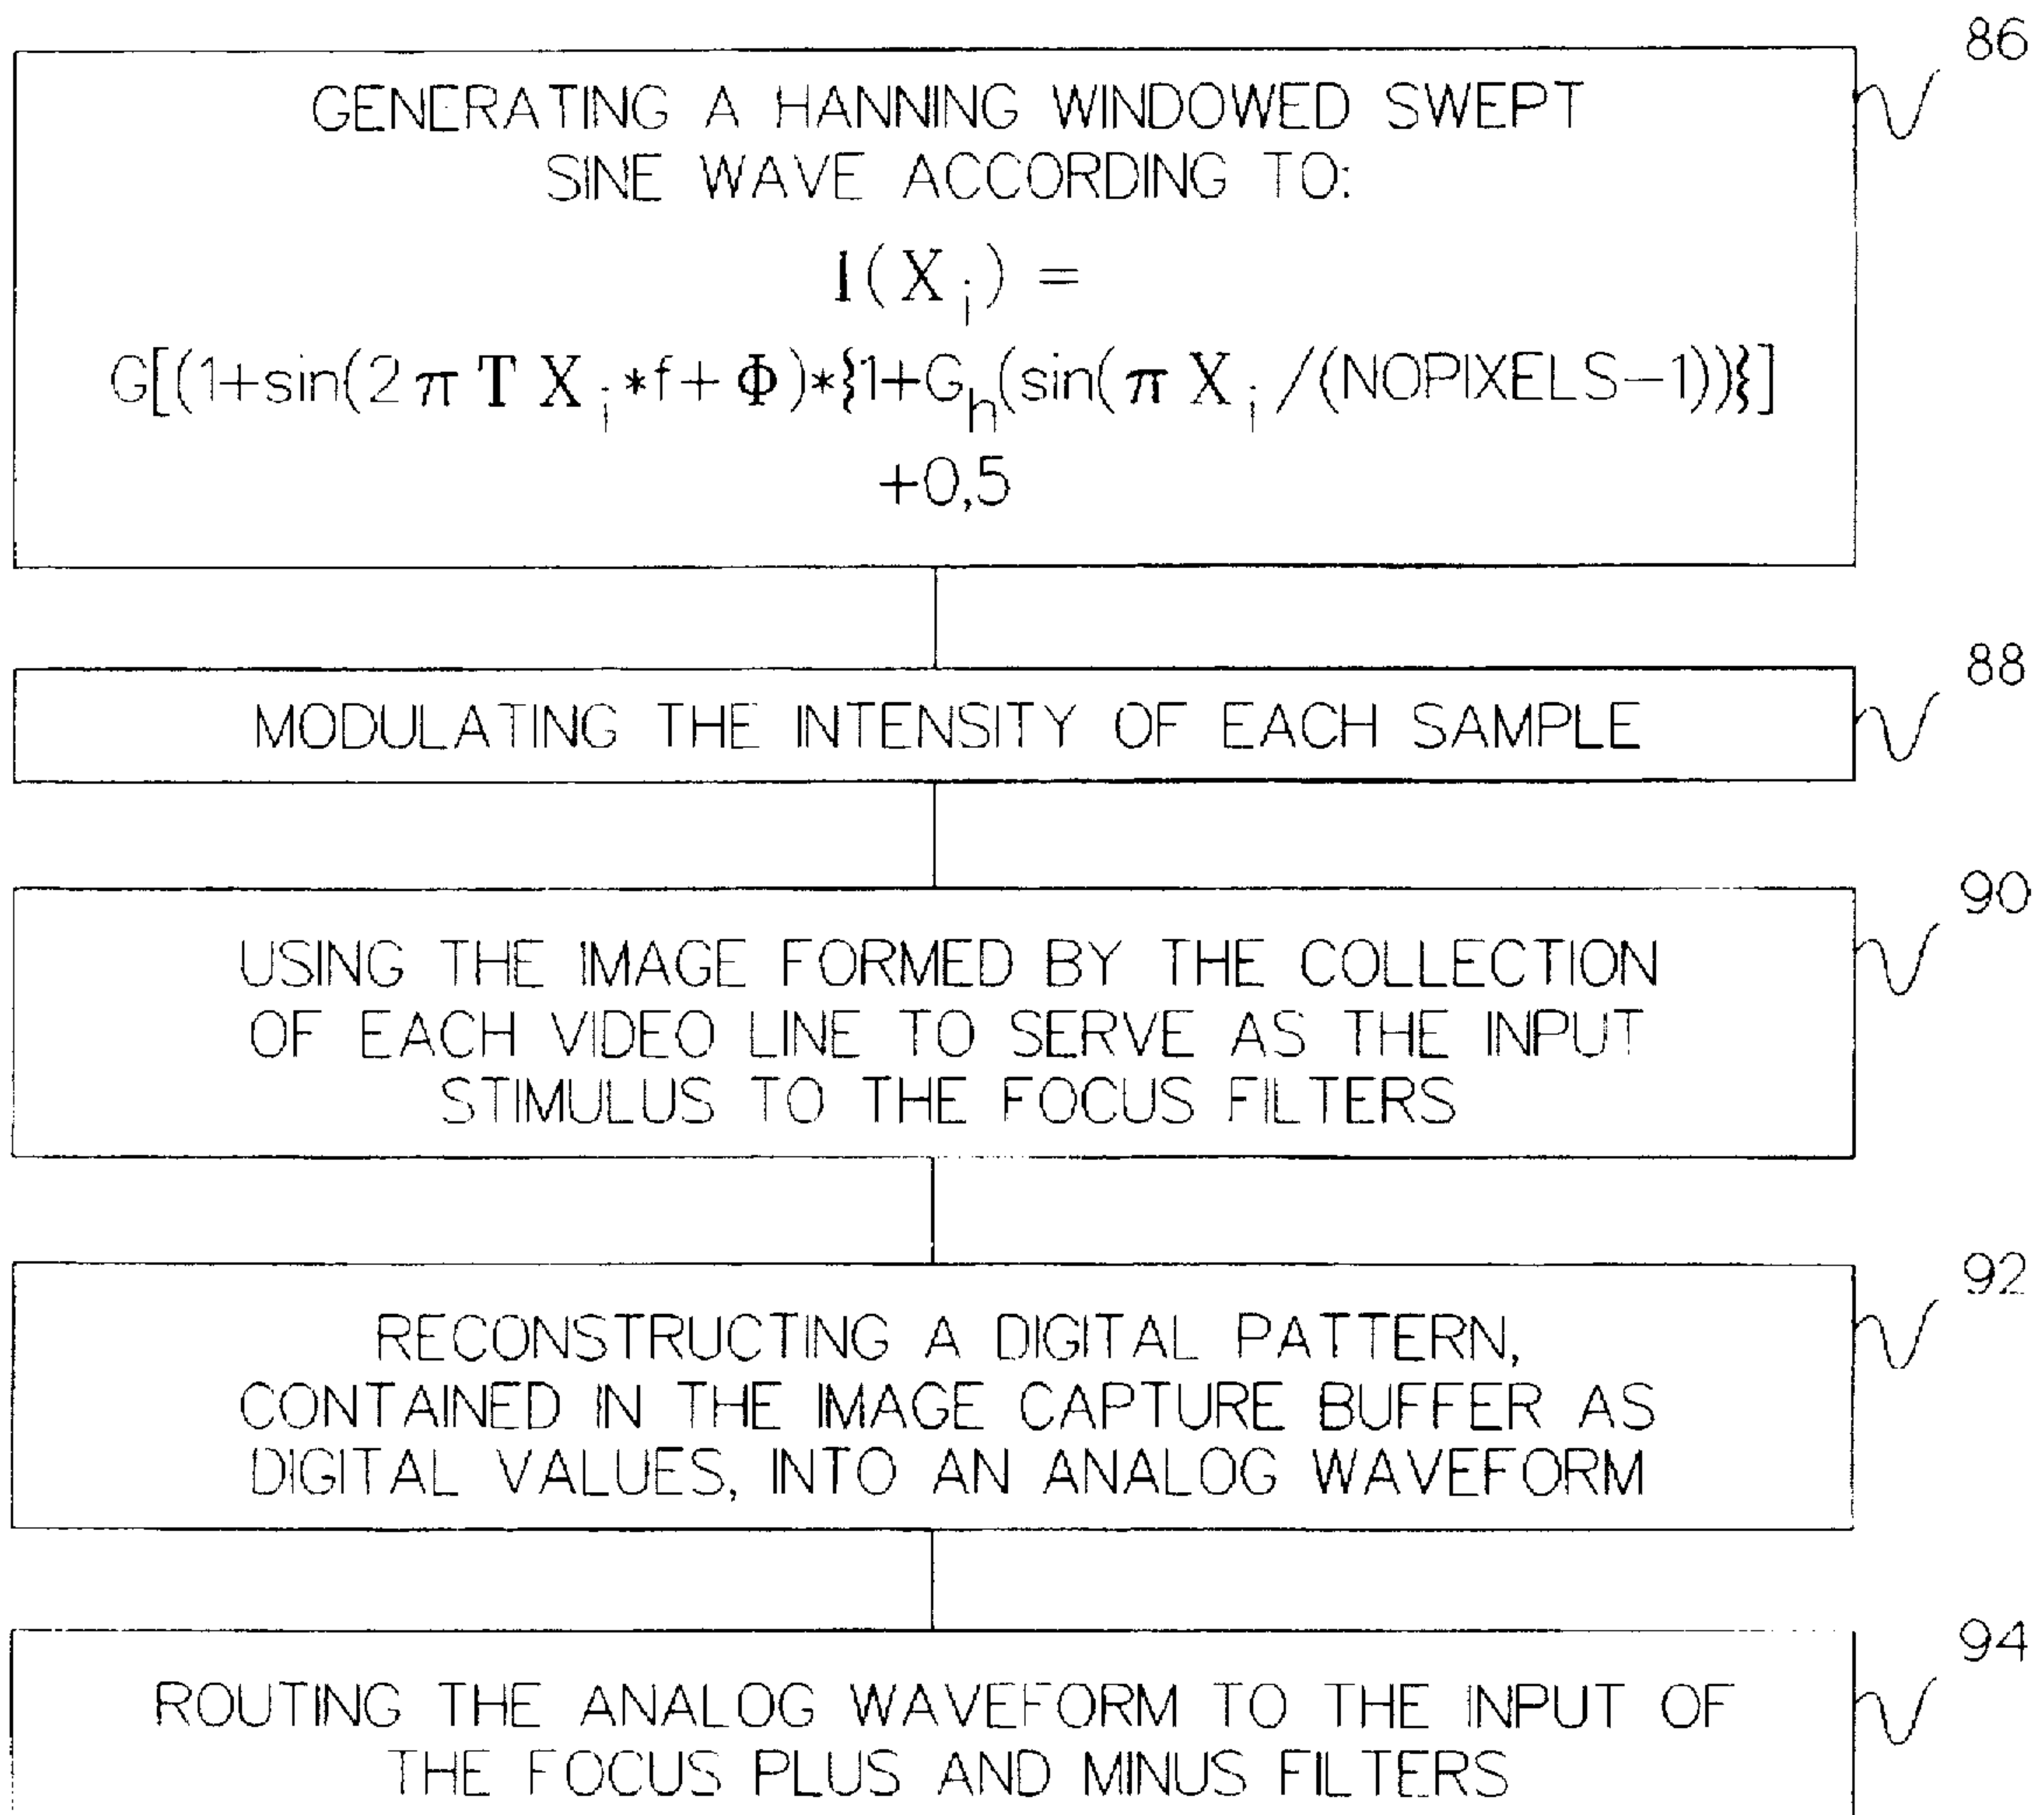 86
GENERATING A HANNING WINDOWED SWEPT
SINE WAVE ACCORDING TO:
I(X i) =
G[(1+sin(2πTX i *f+Φ)*{1+G h(sin(πX i /(NOPIXELS-1))}]
+0,5
88
MODULATING THE INTENSITY OF EACH SAMPLE
90
USING THE IMAGE FORMED BY THE COLLECTION
OF EACH VIDEO LINE TO SERVE AS THE INPUT
STIMULUS TO THE FOCUS FILTERS
92
RECONSTRUCTING A DIGITAL PATTERN,
CONTAINED IN THE IMAGE CAPTURE BUFFER AS
DIGITAL VALUES, INTO AN ANALOG WAVEFORM
94
ROUTING THE ANALOG WAVEFORM TO THE INPUT OF
THE FOCUS PLUS AND MINUS FILTERS